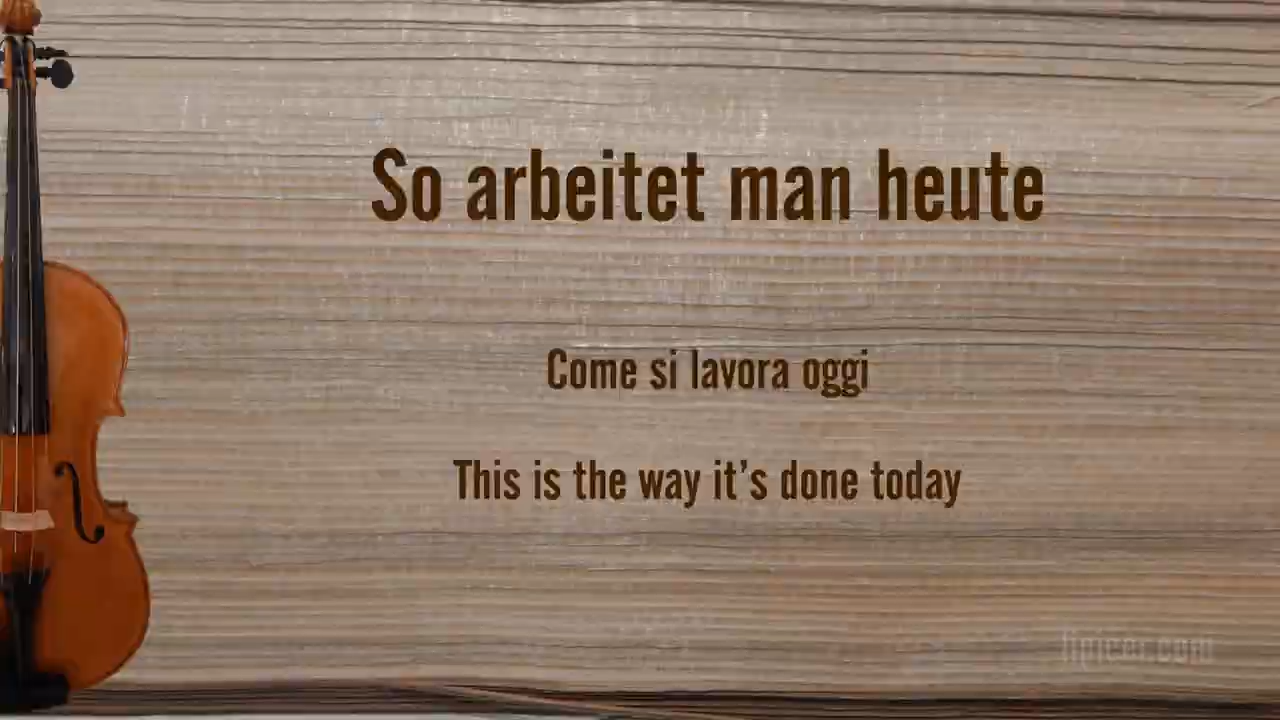 So arbeitet man heute
Come si lavora oggi
This is the way it's done today